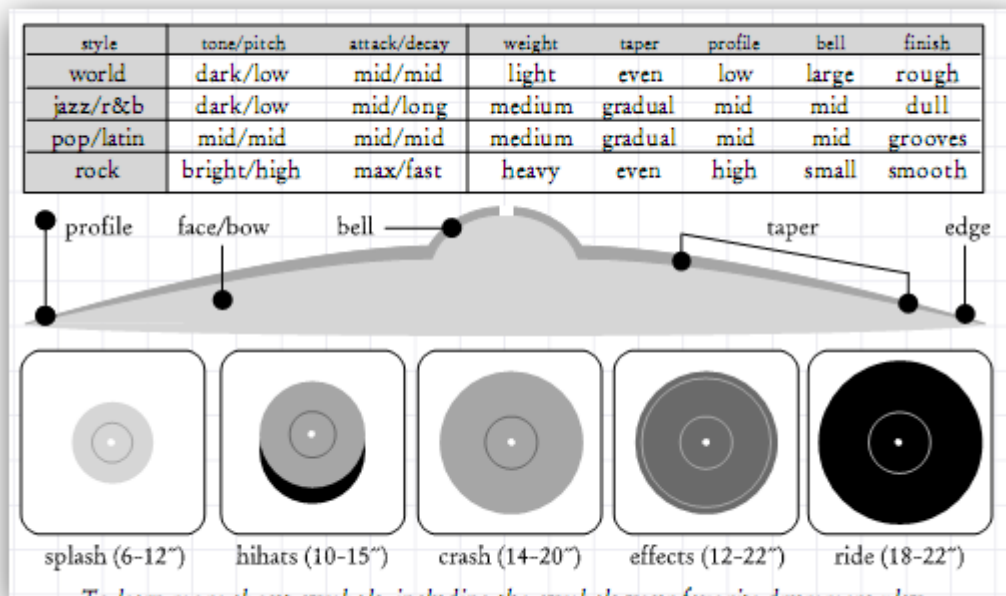 style tone/pitch attack/decay weight taper profile bell finish
world dark/low mid/mid light even low large rough
jazz/r&b dark/low mid/long medium gradual mid mid dull
pop/latin mid/mid mid/mid medium gradual mid mid grooves
rock bright/high max/fast heavy even high small smooth
profile face/bow bell taper edge
splash (6-12″) hihats (10-15″) crash (14-20″) effects (12-22″) ride (18-22″)